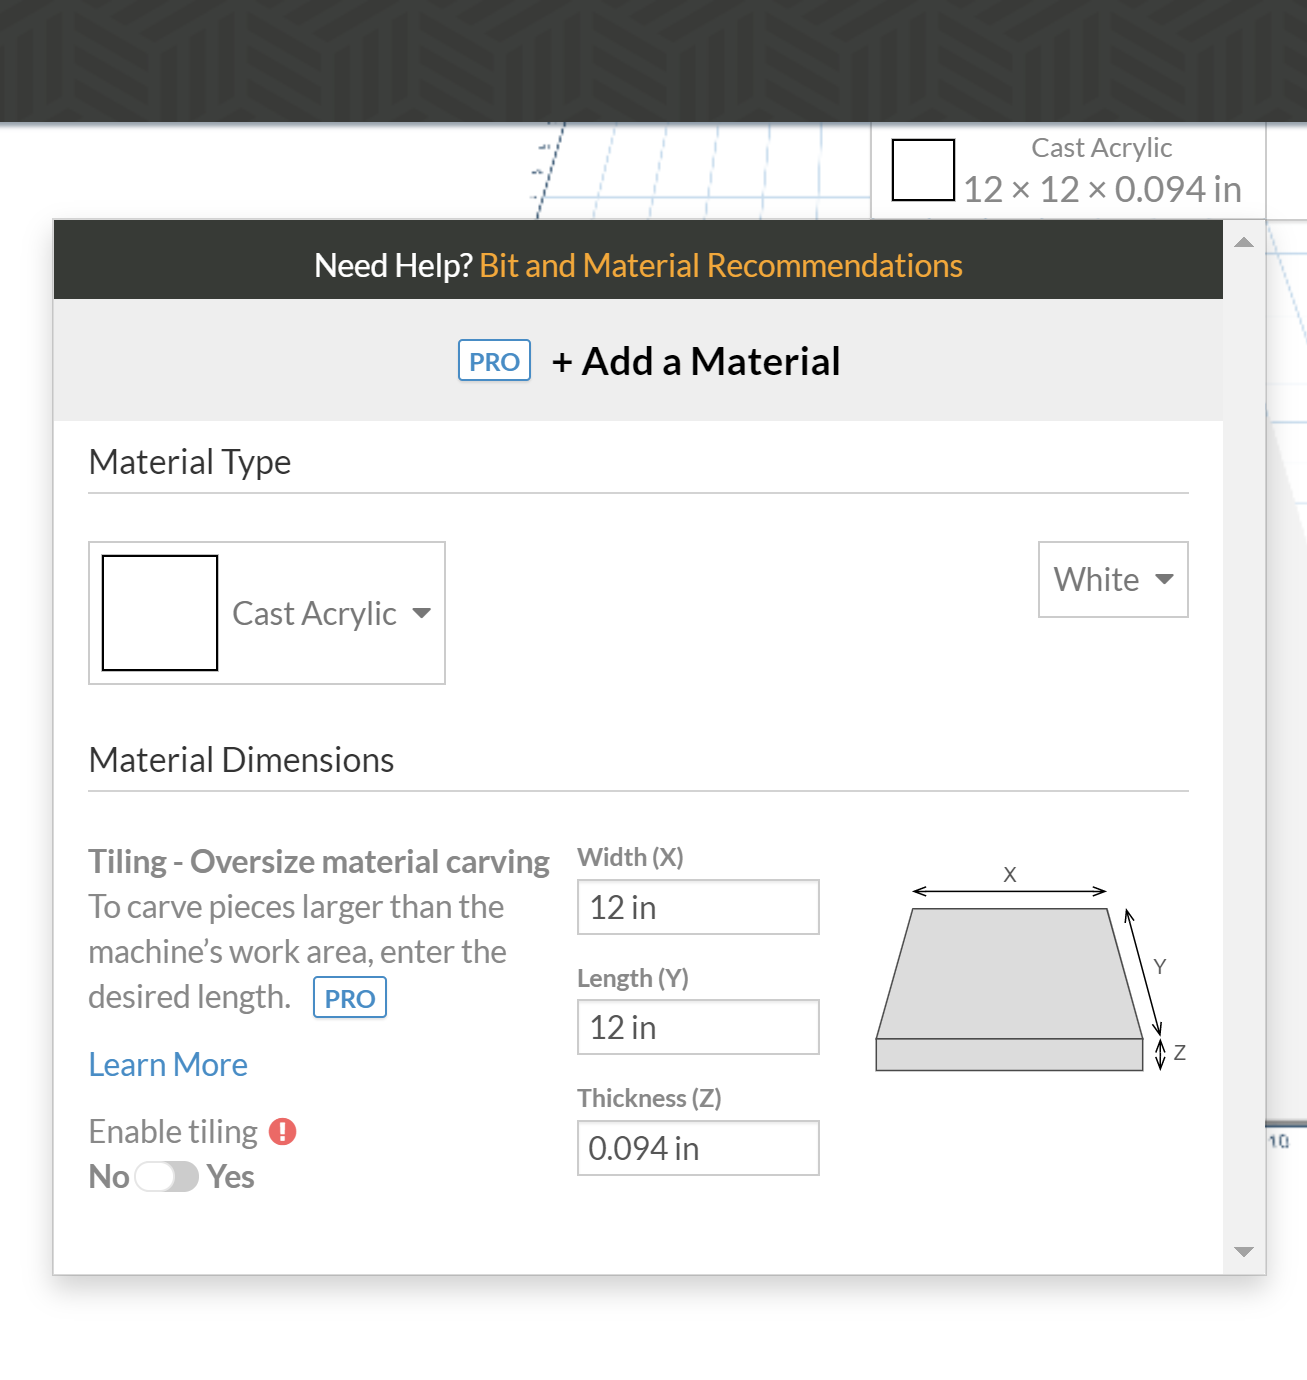 Cast Acrylic
12 × 12 × 0.094 in
Need Help? Bit and Material Recommendations
PRO + Add a Material
Material Type
Cast Acrylic
White
Material Dimensions
Tiling - Oversize material carving
To carve pieces larger than the
machine’s work area, enter the
desired length. PRO
Learn More
Enable tiling
No Yes
Width (X)
12 in
Length (Y)
12 in
Thickness (Z)
0.094 in
X
Y
Z
10